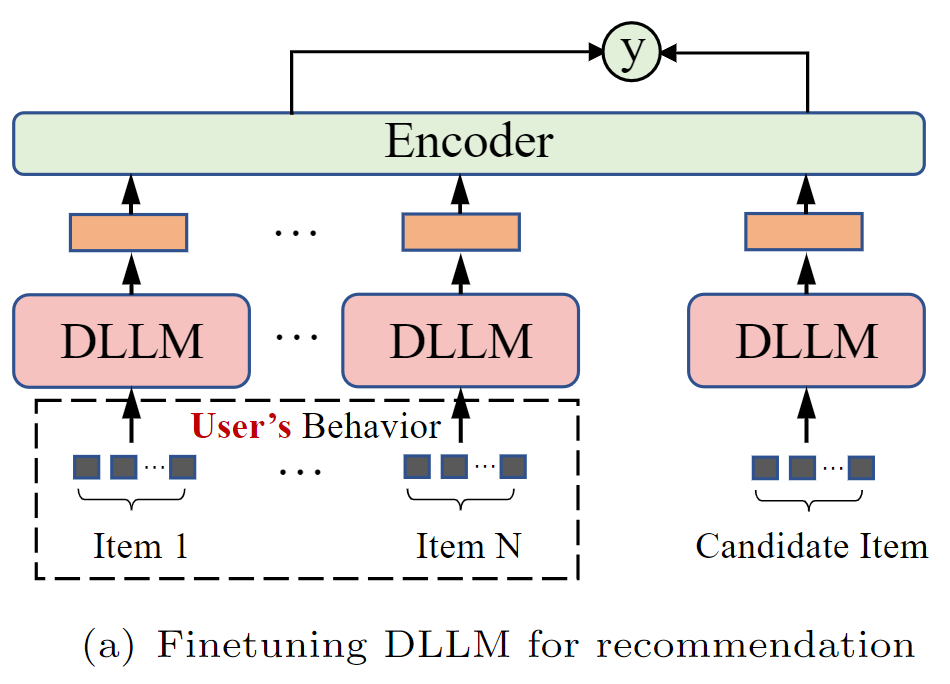 y
Encoder
...
DLLM ... DLLM DLLM
User's Behavior
... ... ... ...
Item 1 Item N Candidate Item
(a) Finetuning DLLM for recommendation